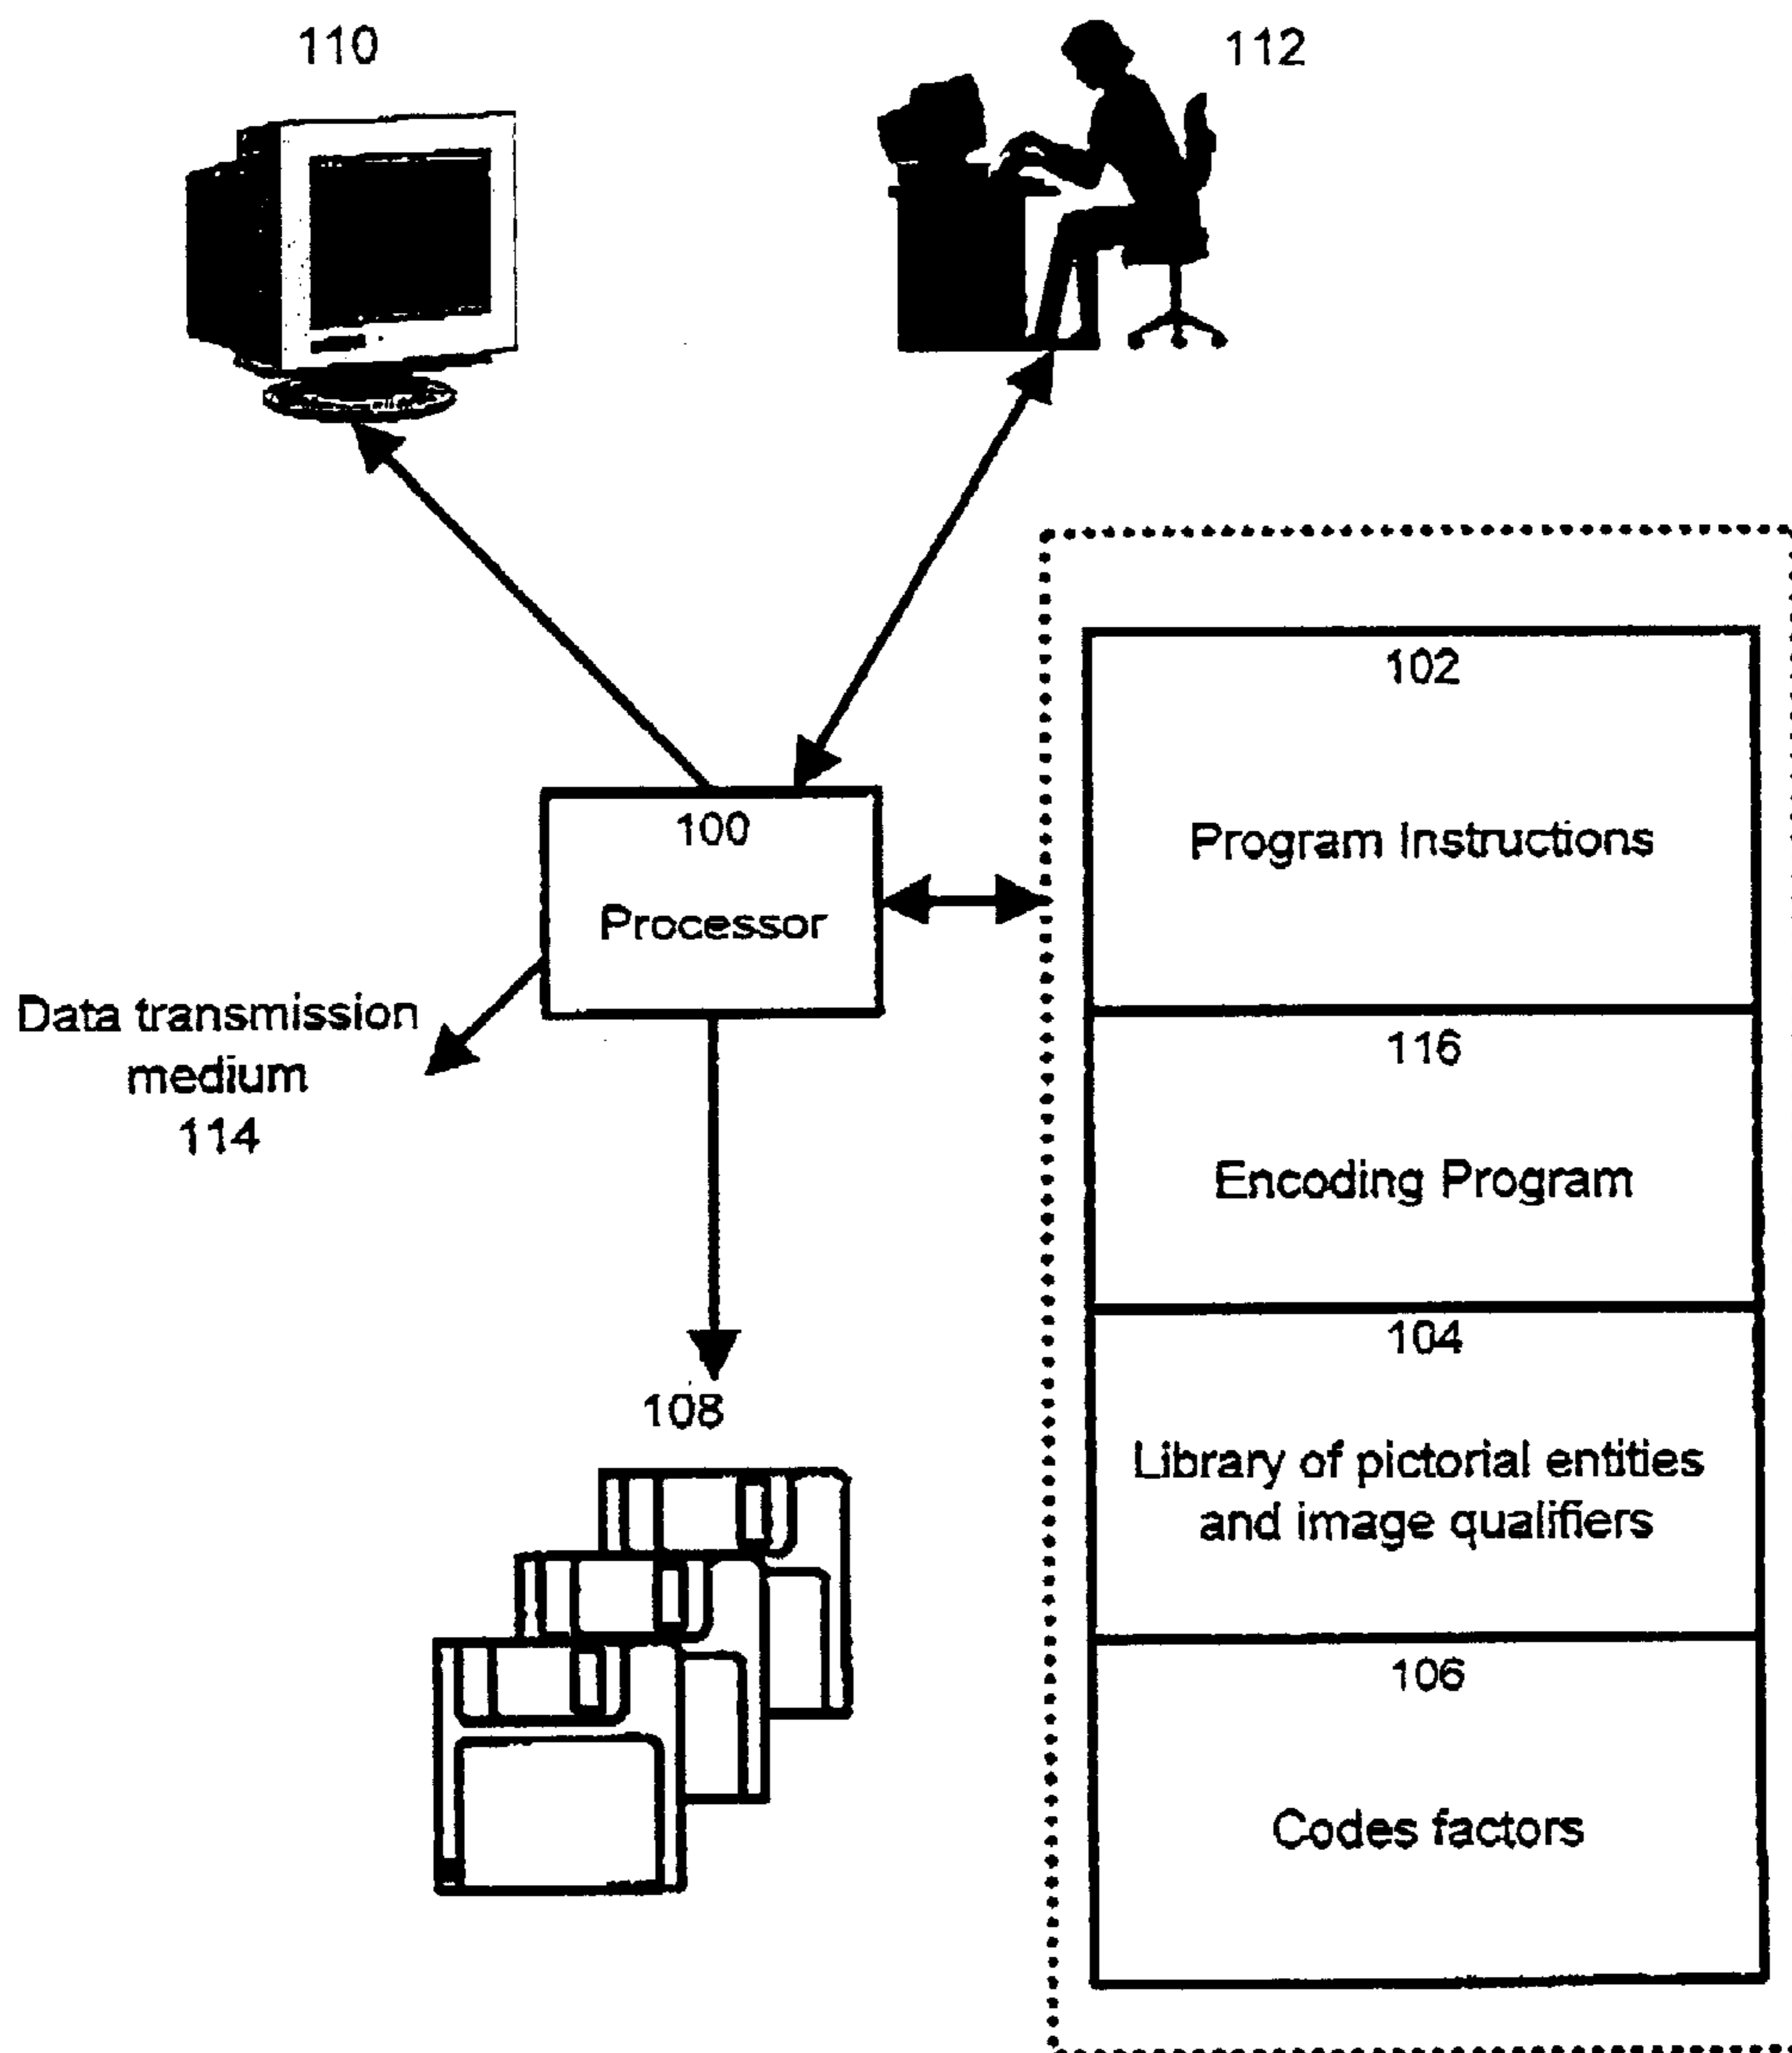 110
112
102
Program Instructions
100
Processor
Data transmission
medium
114
116
Encoding Program
104
Library of pictorial entities
and image qualifiers
108
106
Codes factors